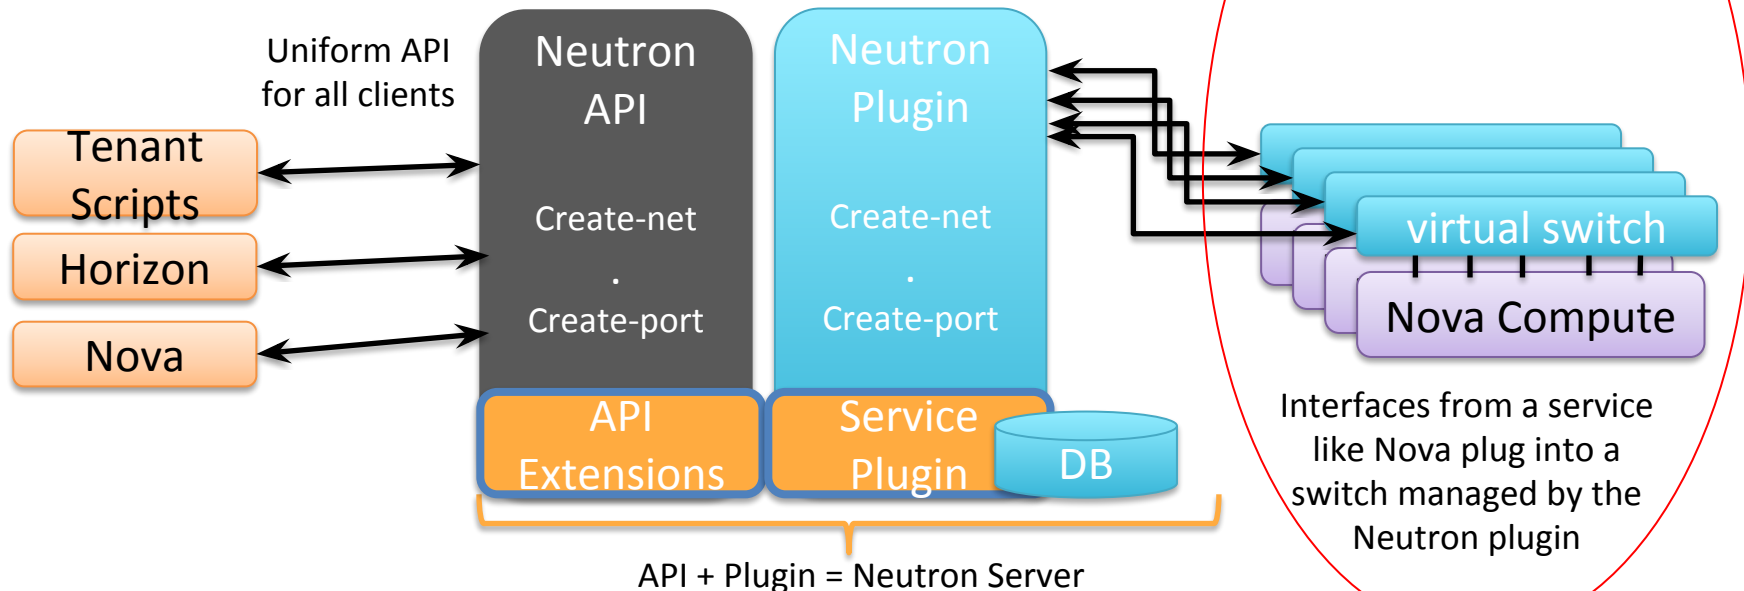 Uniform API
for all clients
Tenant
Scripts
Horizon
Nova
Neutron
API
Create-net
.
Create-port
API
Extensions
Neutron
Plugin
Create-net
.
Create-port
Service
Plugin
DB
API + Plugin = Neutron Server
virtual switch
Nova Compute
Interfaces from a service
like Nova plug into a
switch managed by the
Neutron plugin